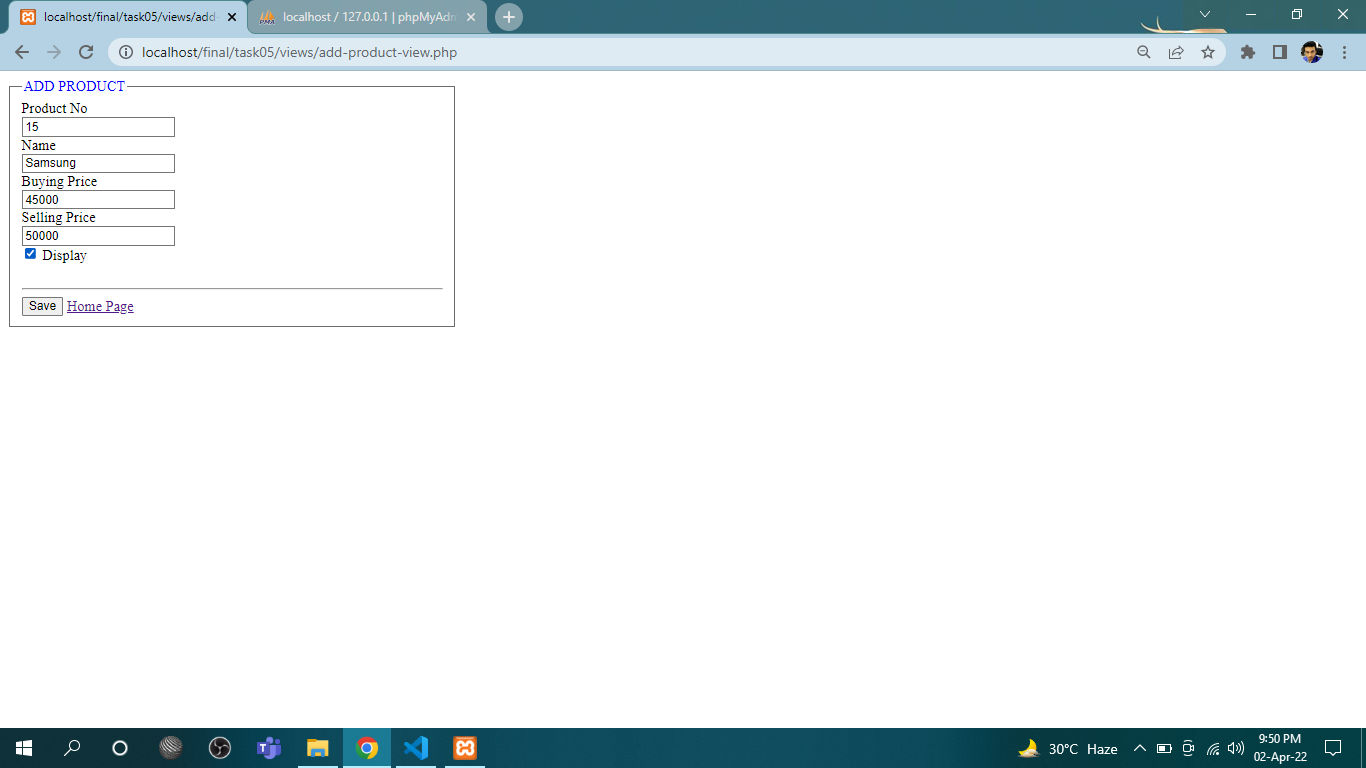 localhost/final/task05/views/add-
localhost / 127.0.0.1 | phpMyAdm
localhost/final/task05/views/add-product-view.php
ADD PRODUCT
Product No
15
Name
Samsung
Buying Price
45000
Selling Price
50000
Display
Save Home Page
30°C Haze
9:50 PM
02-Apr-22